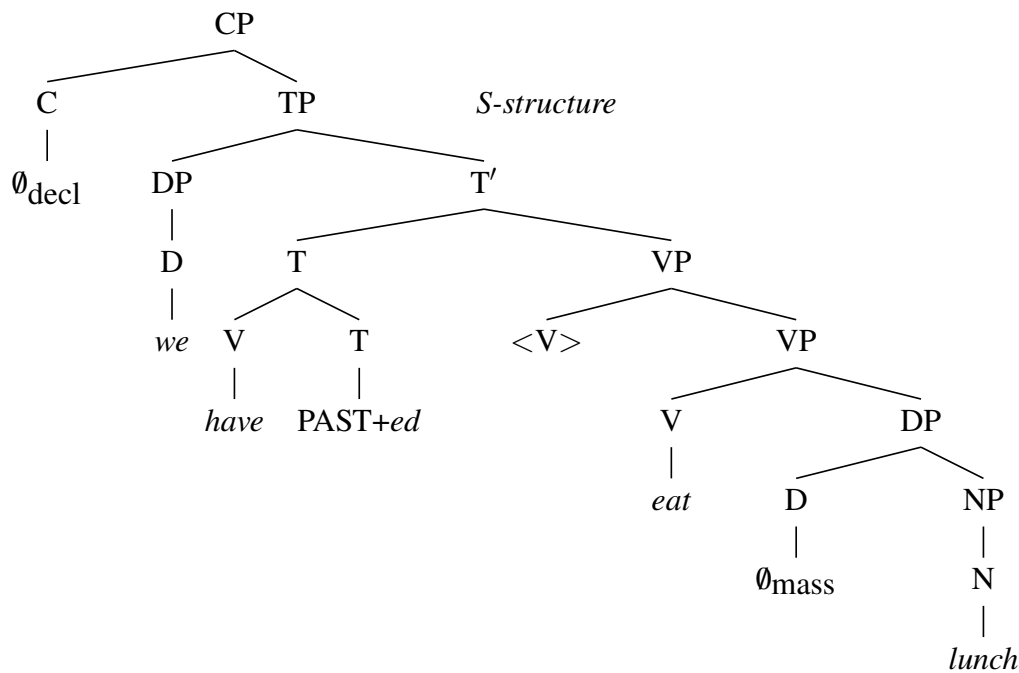 CP
C TP S-structure
∅decl DP T′
D T VP
we V T <V> VP
have PAST+ed V DP
eat D NP
∅mass N
lunch